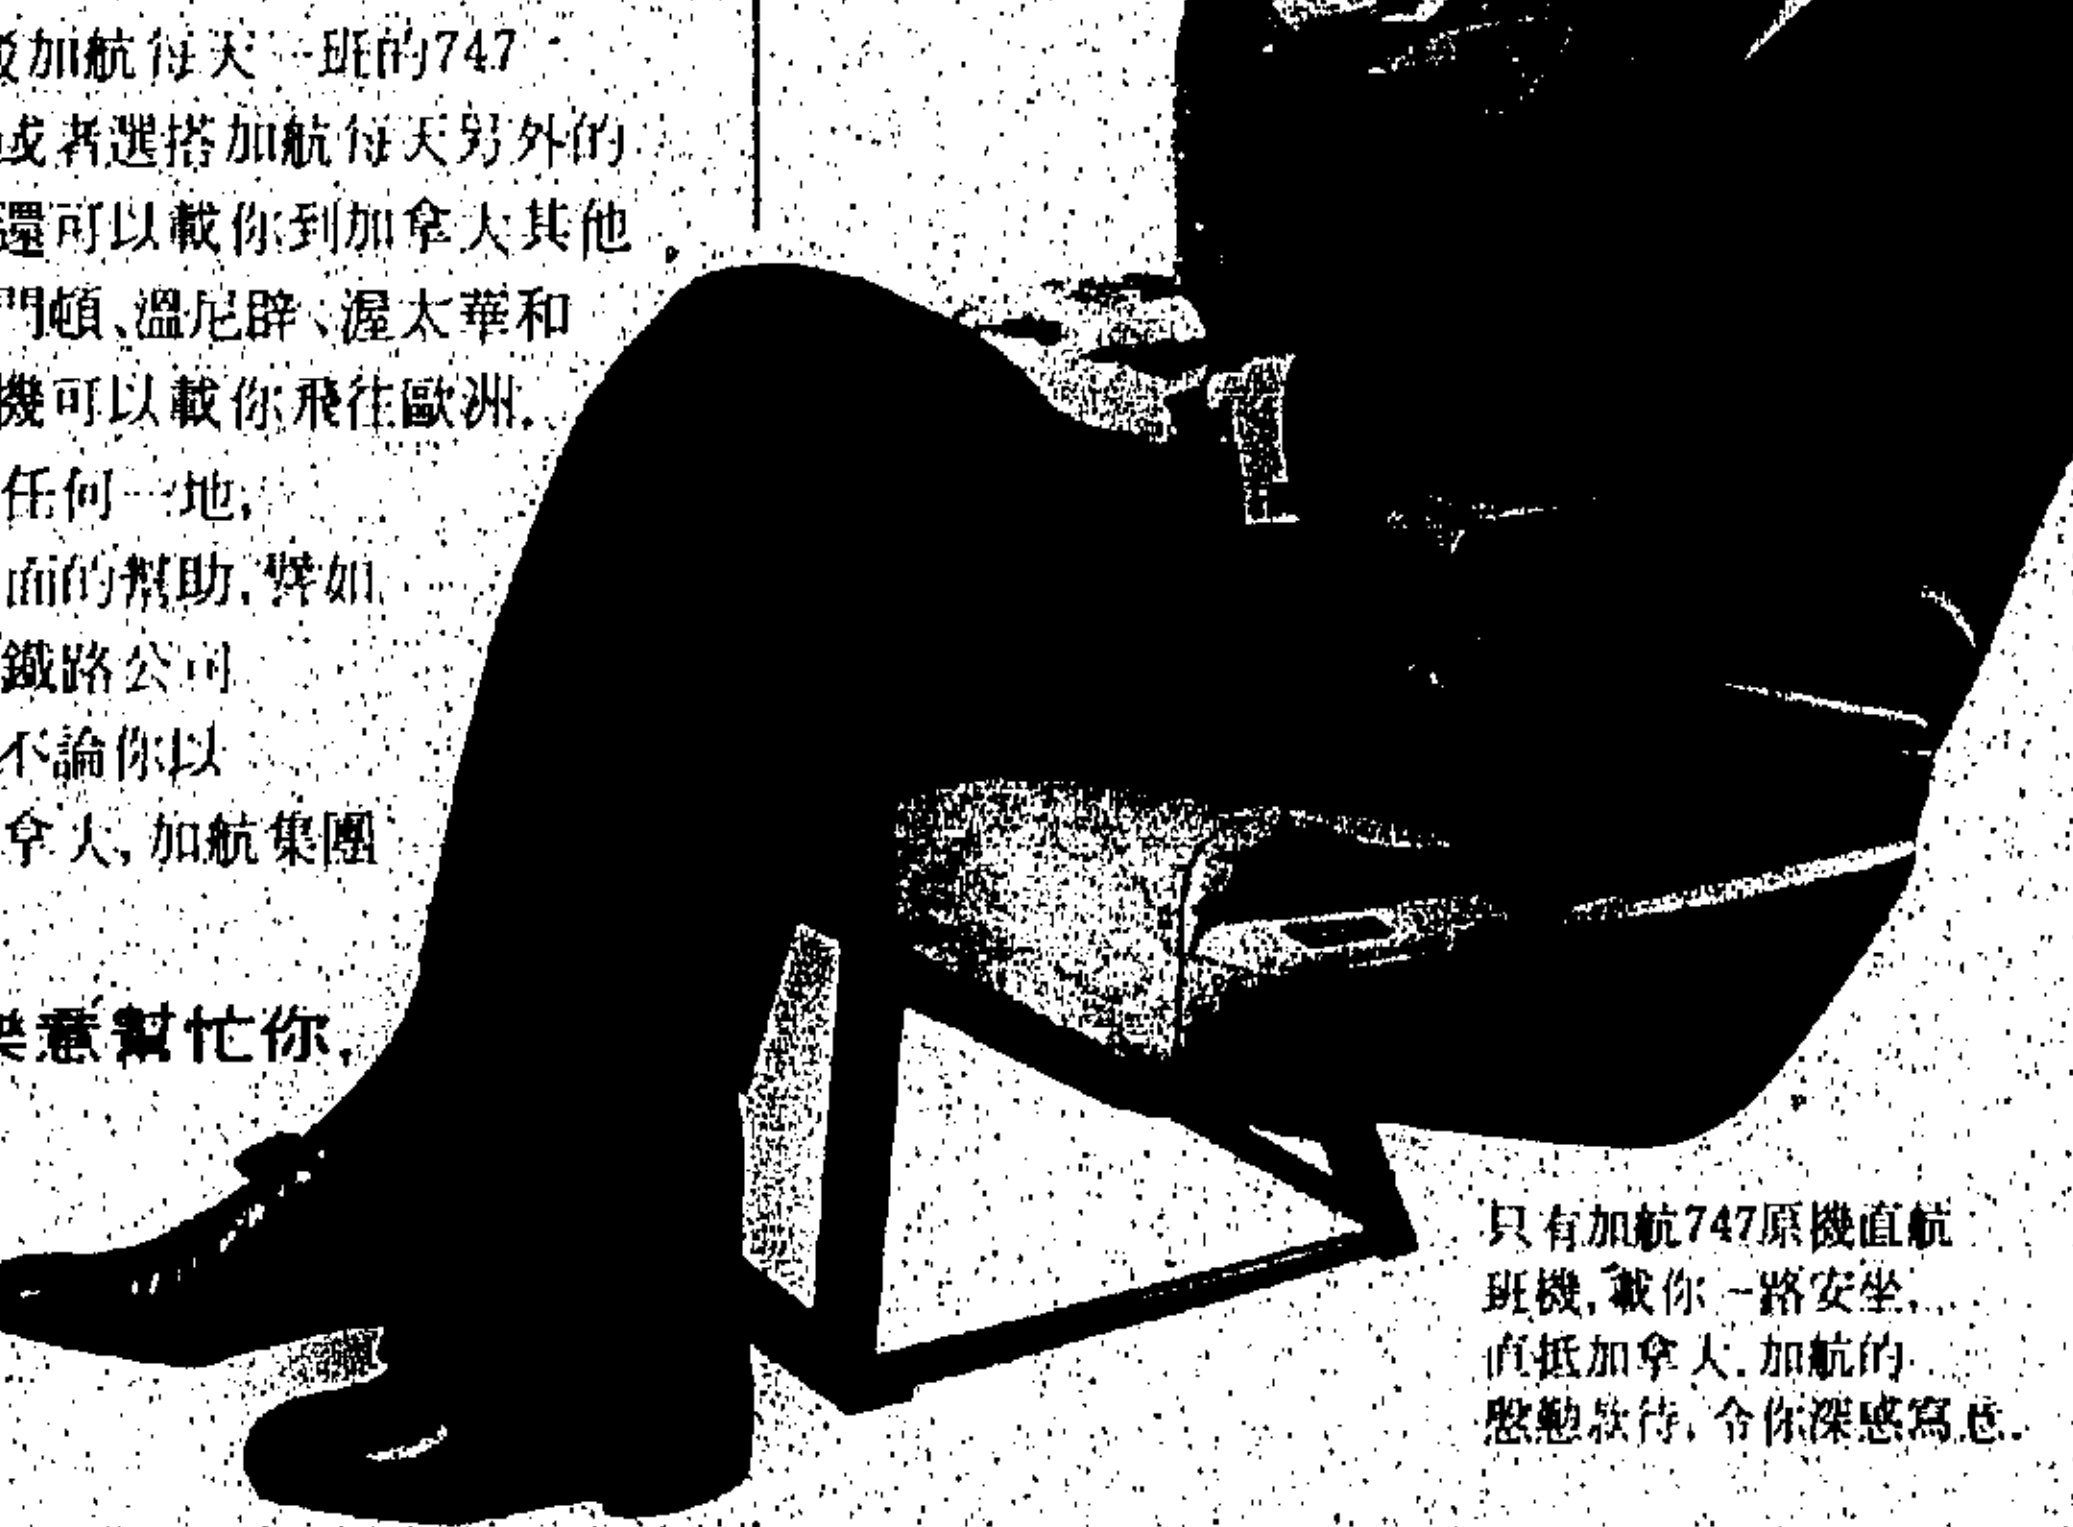 加航每天一班的747
或者選搭加航每天另外的
還可以載你到加拿大其他
門頓、溫尼辟、渥太華和
機可以載你飛往歐洲.
任何一地,
面的幫助,譬如
鐵路公司
不論你以
拿大,加航集團
樂意幫忙你.
只有加航747原機直航
班機,載你一路安坐,
直抵加拿大.加航的
慇懃款待,令你深感寫意.